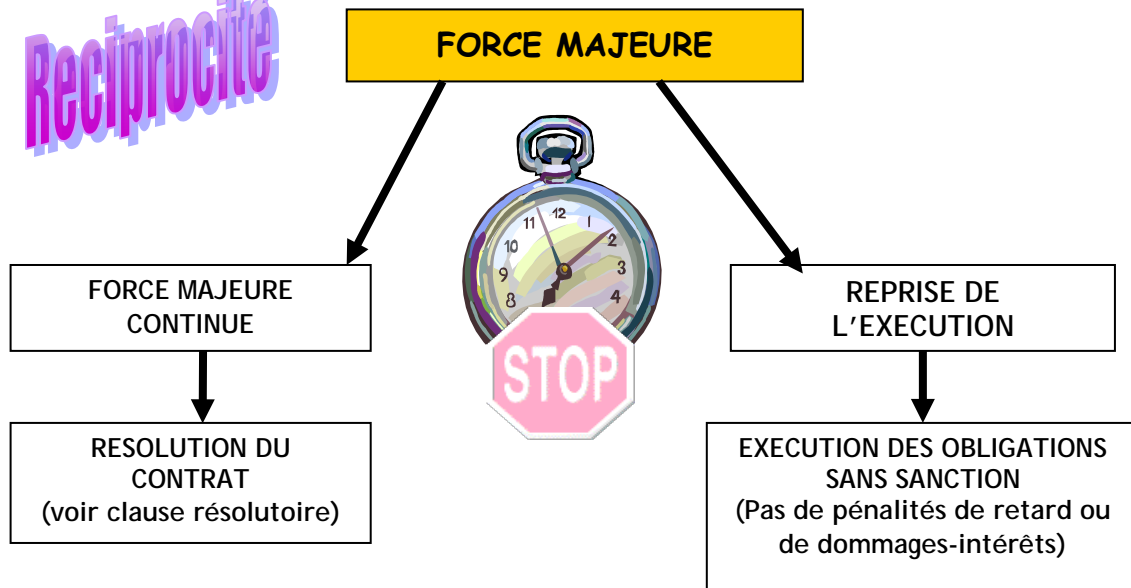 Reciprocité
FORCE MAJEURE
11 12 1
10 2
9 3
8 4
STOP
FORCE MAJEURE
CONTINUE
REPRISE DE
L'EXECUTION
RESOLUTION DU
CONTRAT
(voir clause résolutoire)
EXECUTION DES OBLIGATIONS
SANS SANCTION
(Pas de pénalités de retard ou
de dommages-intérêts)